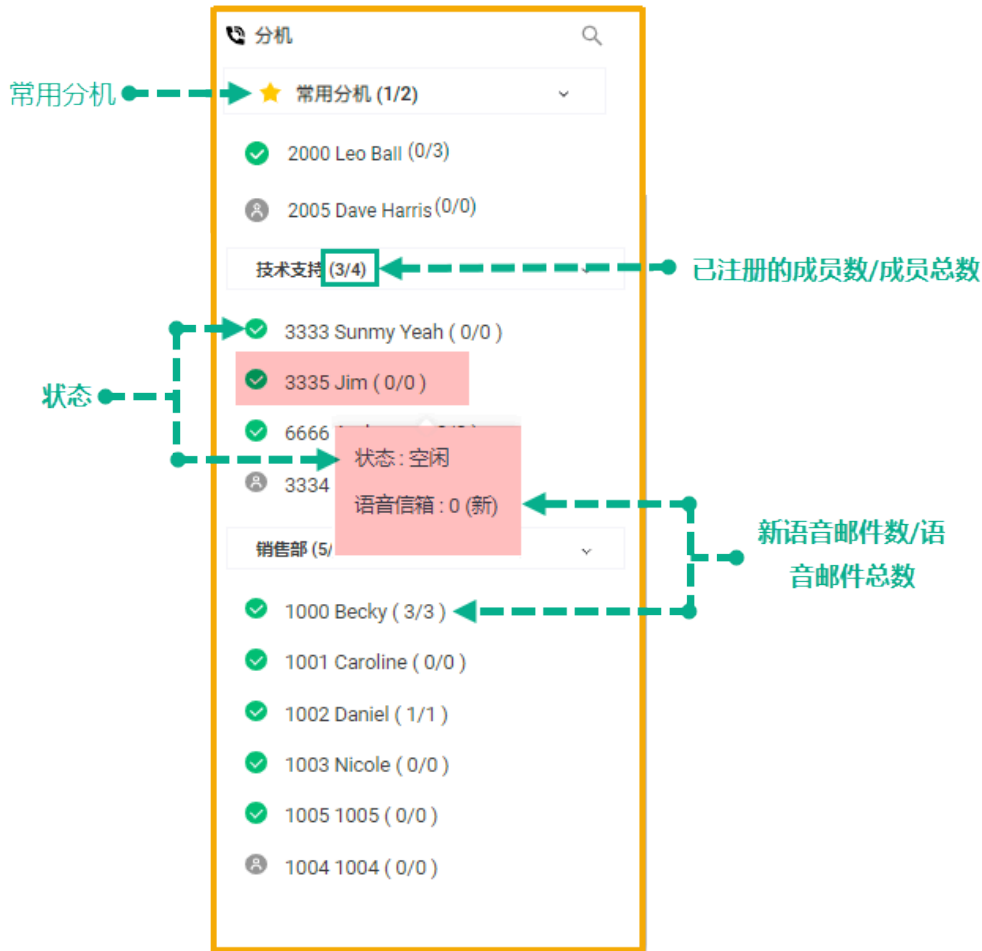 分机
常用分机
常用分机 (1/2)
2000 Leo Ball (0/3)
2005 Dave Harris (0/0)
技术支持 (3/4)
已注册的成员数/成员总数
3333 Sunmy Yeah ( 0/0 )
3335 Jim ( 0/0 )
状态
6666
状态 : 空闲
3334
语音信箱 : 0 (新)
新语音邮件数/语
音邮件总数
销售部 (5/
1000 Becky ( 3/3 )
1001 Caroline ( 0/0 )
1002 Daniel ( 1/1 )
1003 Nicole ( 0/0 )
1005 1005 ( 0/0 )
1004 1004 ( 0/0 )